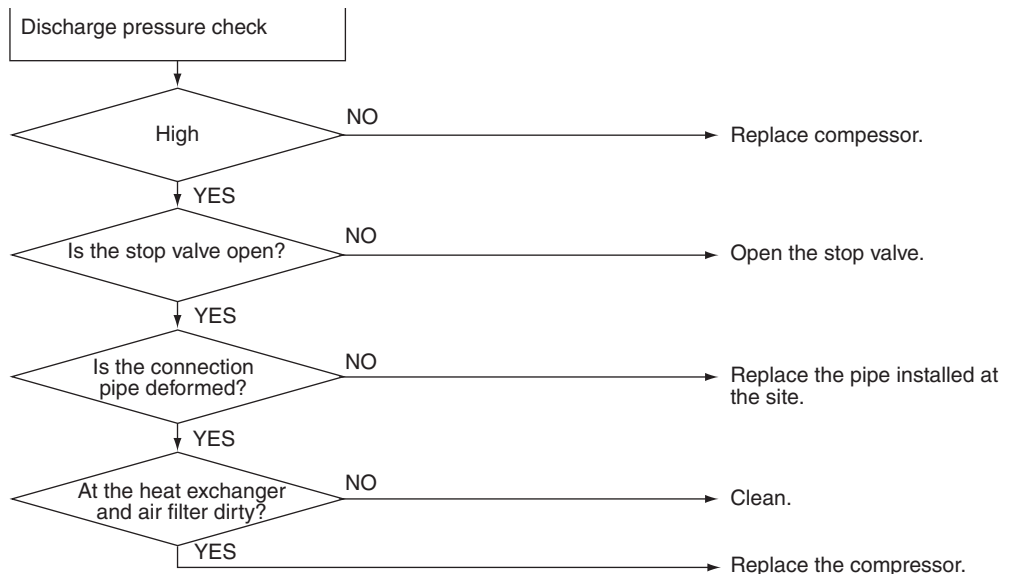 Discharge pressure check
High
NO
Replace compessor.
YES
Is the stop valve open?
NO
Open the stop valve.
YES
Is the connection
pipe deformed?
NO
Replace the pipe installed at
the site.
YES
At the heat exchanger
and air filter dirty?
NO
Clean.
YES
Replace the compressor.